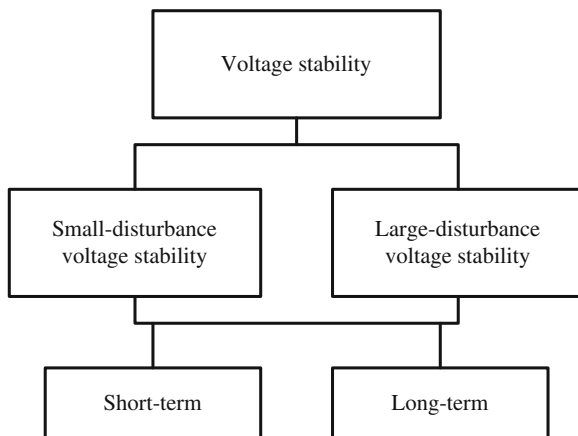 Voltage stability
Small-disturbance
voltage stability
Large-disturbance
voltage stability
Short-term
Long-term